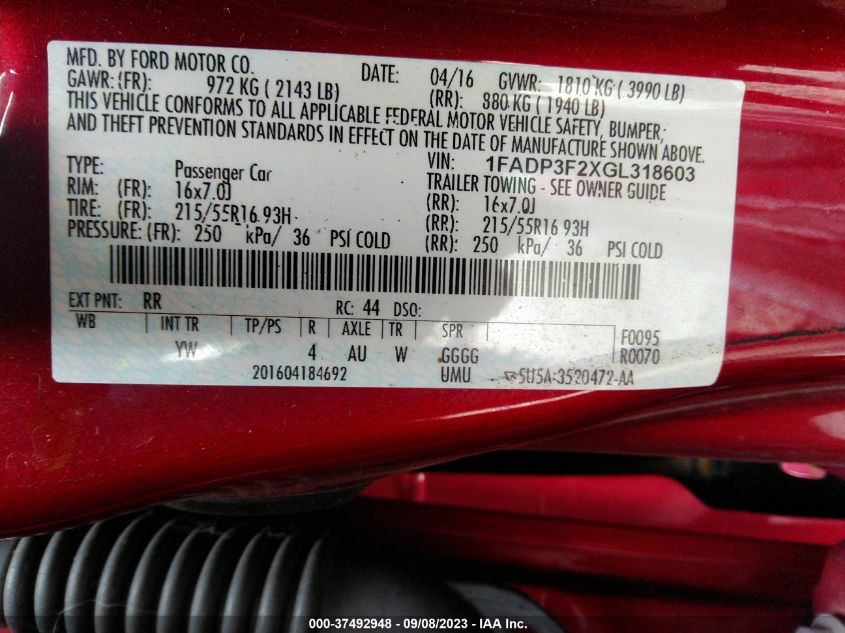 MFD. BY FORD MOTOR CO.
DATE: 04/16 GVWR: 1810 KG ( 3990 LB)
GAWR: (FR): 972 KG ( 2143 LB) (RR): 880 KG ( 1940 LB)
THIS VEHICLE CONFORMS TO ALL APPLICABLE FEDERAL MOTOR VEHICLE SAFETY, BUMPER,
AND THEFT PREVENTION STANDARDS IN EFFECT ON THE DATE OF MANUFACTURE SHOWN ABOVE.
VIN: 1FADP3F2XGL318603
TYPE: Passenger Car TRAILER TOWING - SEE OWNER GUIDE
RIM: (FR): 16x7.0J (RR): 16x7.0J
TIRE: (FR): 215/55R16 93H (RR): 215/55R16 93H
PRESSURE: (FR): 250 kPa/ 36 PSI COLD (RR): 250 kPa/ 36 PSI COLD
EXT PNT: RR RC: 44 DSO:
WB INT TR TP/PS R AXLE TR SPR F0095
YW 4 AU W GGGG R0070
201604184692 UMU 5U5A-3520472-AA
000-37492948 - 09/08/2023 - IAA Inc.